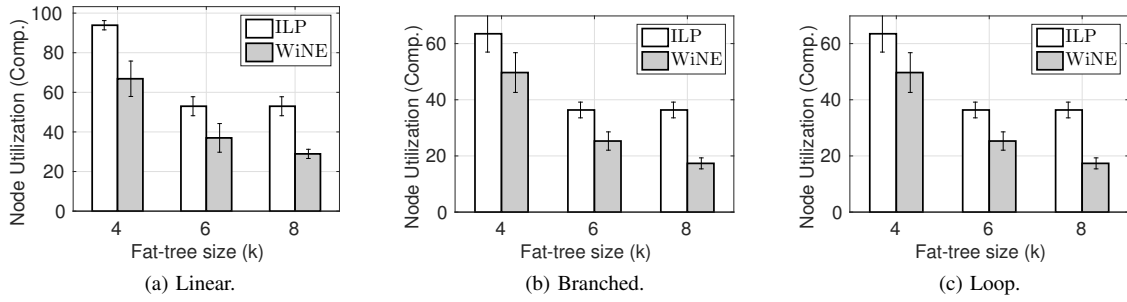 Node Utilization (Comp.)
100
80
60
40
20
0
ILP
WiNE
4
6
8
Fat-tree size (k)
(a) Linear.
Node Utilization (Comp.)
60
40
20
0
ILP
WiNE
4
6
8
Fat-tree size (k)
(b) Branched.
Node Utilization (Comp.)
60
40
20
0
ILP
WiNE
4
6
8
Fat-tree size (k)
(c) Loop.